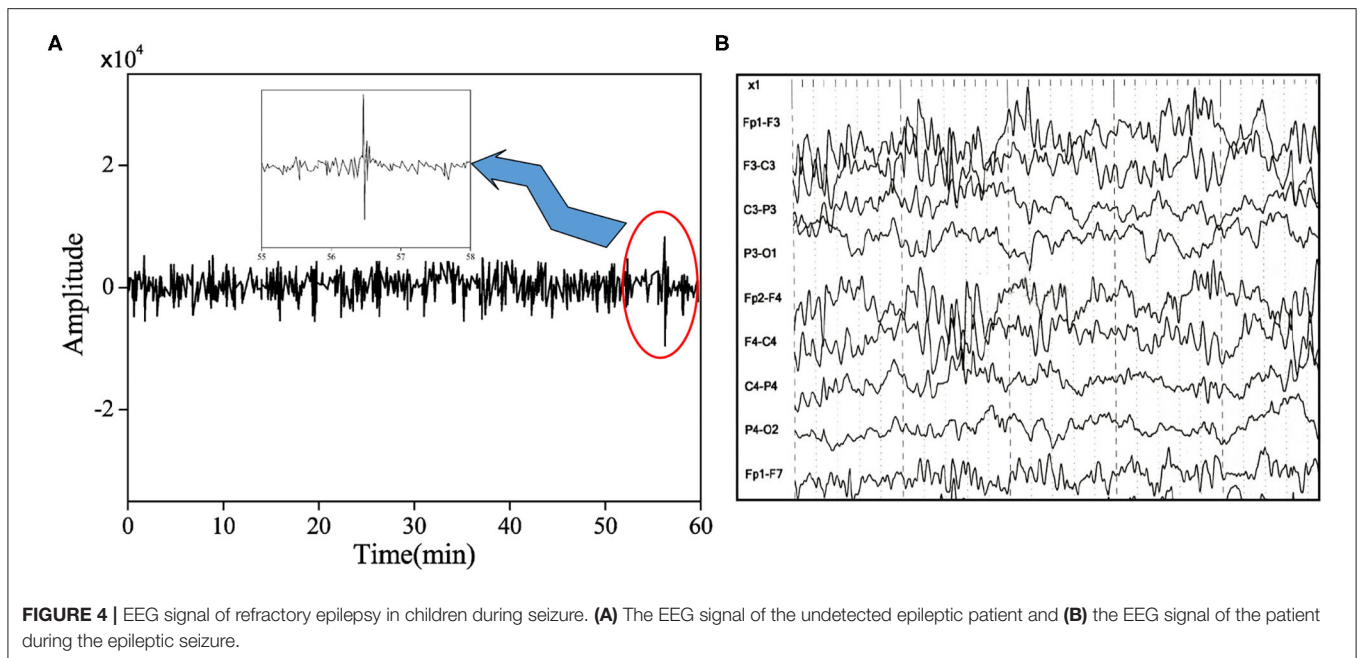 A
x10⁴
2
0
-2
Amplitude
55 56 57 58
0 10 20 30 40 50 60
Time(min)
B
x1
Fp1-F3
F3-C3
C3-P3
P3-O1
Fp2-F4
F4-C4
C4-P4
P4-O2
Fp1-F7
FIGURE 4 | EEG signal of refractory epilepsy in children during seizure. (A) The EEG signal of the undetected epileptic patient and (B) the EEG signal of the patient
during the epileptic seizure.